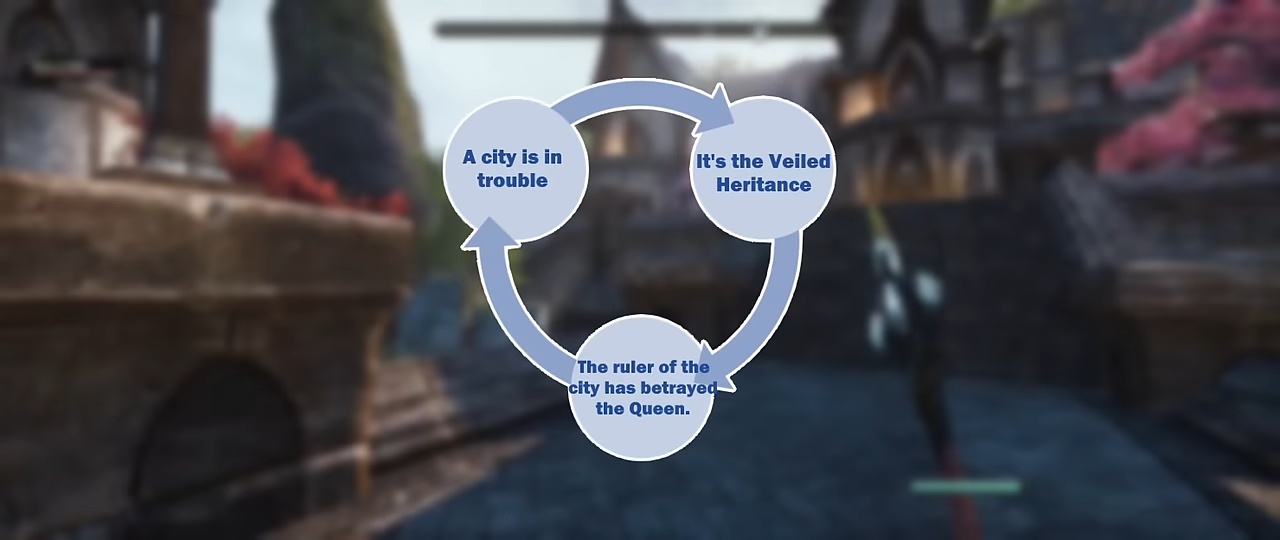 A city is in
trouble
It's the Veiled
Heritance
The ruler of the
city has betrayed
the Queen.